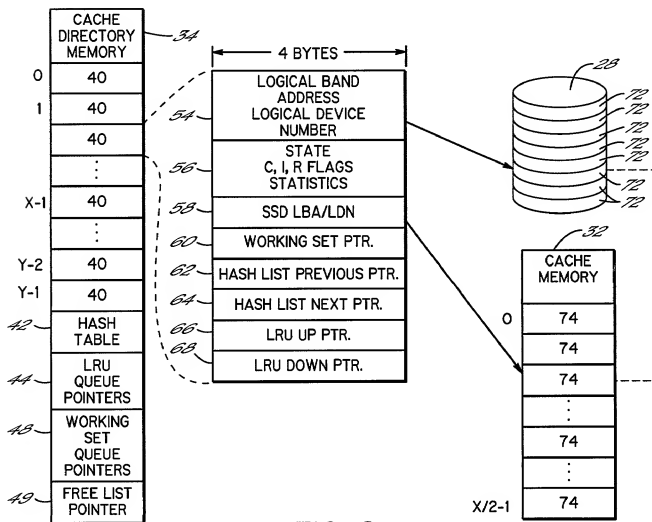 CACHE
DIRECTORY
MEMORY
34
0
40
1
40
40
⋮
X-1
40
⋮
Y-2
40
Y-1
40
42
HASH
TABLE
44
LRU
QUEUE
POINTERS
48
WORKING
SET
QUEUE
POINTERS
49
FREE LIST
POINTER
4 BYTES
54
LOGICAL BAND
ADDRESS
LOGICAL DEVICE
NUMBER
56
STATE
C, I, R FLAGS
STATISTICS
58
SSD LBA/LDN
60
WORKING SET PTR.
62
HASH LIST PREVIOUS PTR.
64
HASH LIST NEXT PTR.
66
LRU UP PTR.
68
LRU DOWN PTR.
28
72
72
72
72
72
72
72
72
32
CACHE
MEMORY
0
74
74
74
⋮
74
⋮
X/2-1
74